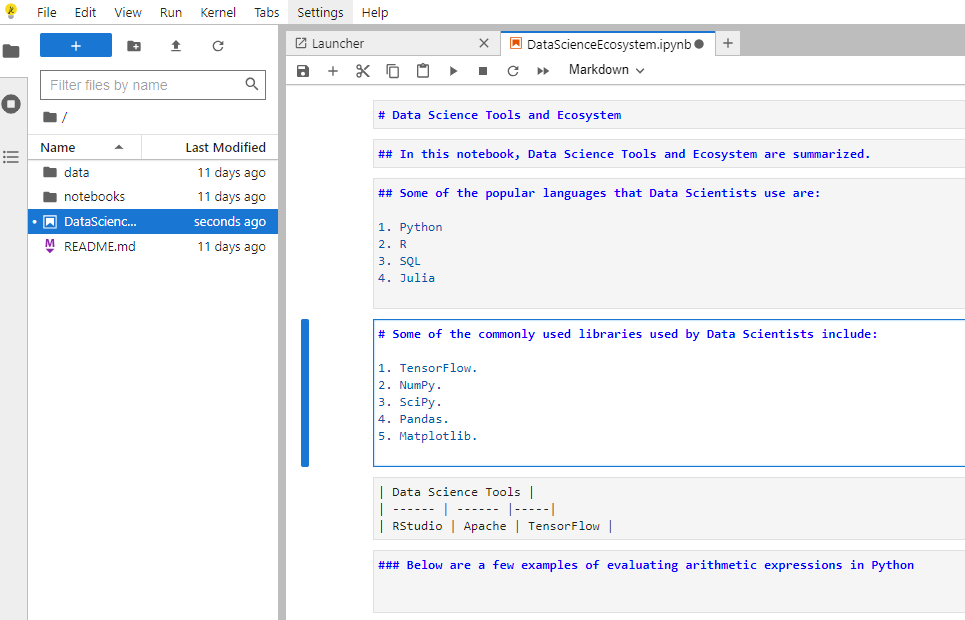 File Edit View Run Kernel Tabs Settings Help
+
Filter files by name
/
Name Last Modified
data 11 days ago
notebooks 11 days ago
DataScienc... seconds ago
README.md 11 days ago
Launcher
DataScienceEcosystem.ipynb
Markdown
# Data Science Tools and Ecosystem
## In this notebook, Data Science Tools and Ecosystem are summarized.
## Some of the popular languages that Data Scientists use are:
1. Python
2. R
3. SQL
4. Julia
# Some of the commonly used libraries used by Data Scientists include:
1. TensorFlow.
2. NumPy.
3. SciPy.
4. Pandas.
5. Matplotlib.
| Data Science Tools |
| ------ | ------ |-----|
| RStudio | Apache | TensorFlow |
### Below are a few examples of evaluating arithmetic expressions in Python